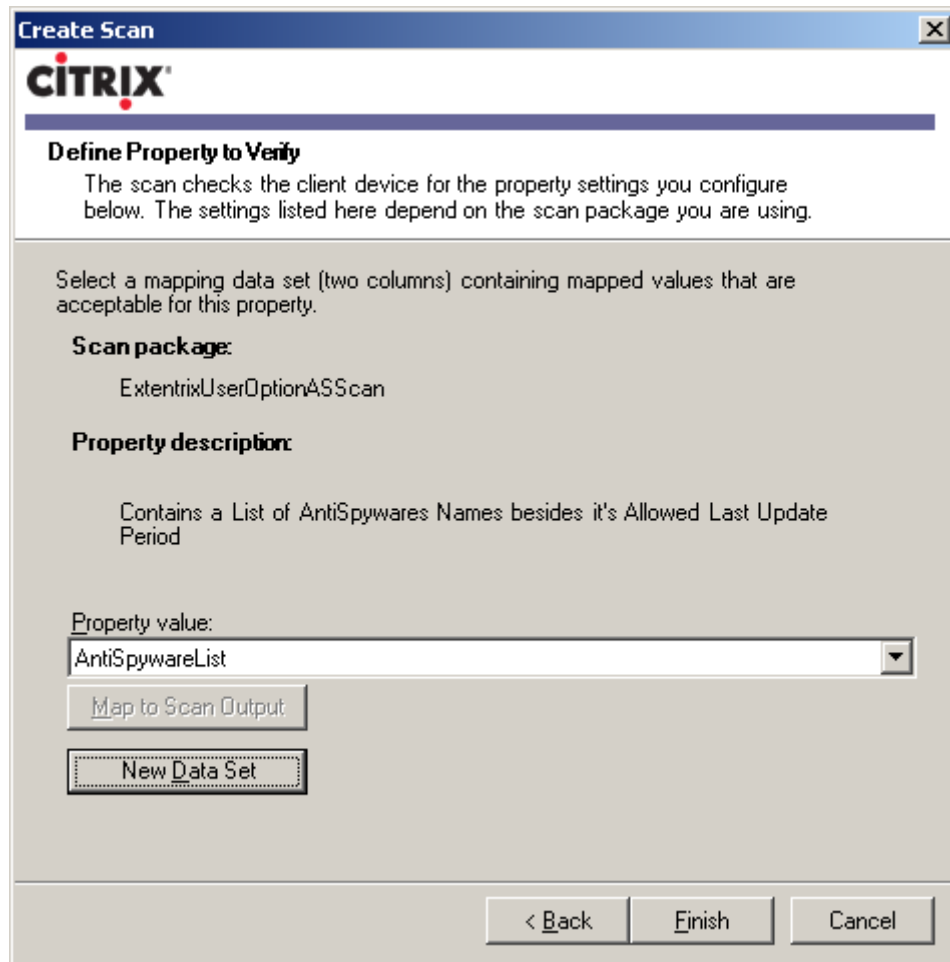 Create Scan
CiTRIX®
Define Property to Verify
The scan checks the client device for the property settings you configure
below. The settings listed here depend on the scan package you are using.
Select a mapping data set (two columns) containing mapped values that are
acceptable for this property.
Scan package:
ExtentrixUserOptionASScan
Property description:
Contains a List of AntiSpywares Names besides it's Allowed Last Update
Period
Property value:
AntiSpywareList
Map to Scan Output
New Data Set
< Back
Finish
Cancel